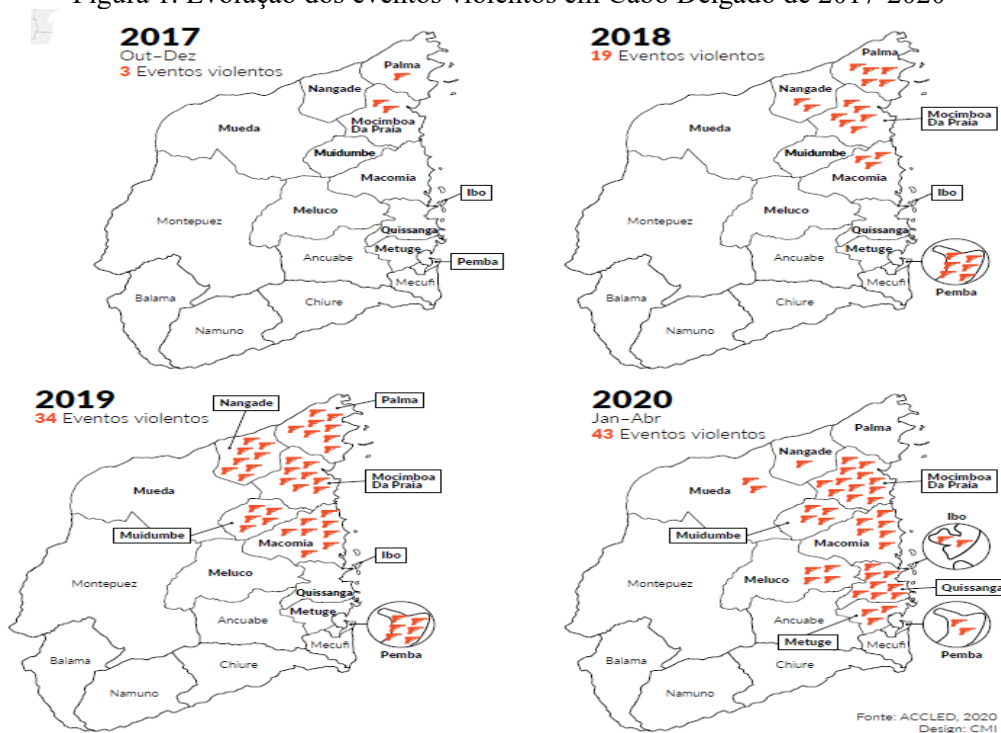 Figura 1. Evolução dos eventos violentos em Cabo Delgado de 2017-2020
2017
Out–Dez
3 Eventos violentos
Palma
Nangade
Mocimboa
Da Praia
Mueda
Muidumbe
Macomia
Ibo
Meluco
Montepuez
Quissanga
Metuge
Ancuabe
Pemba
Mecufi
Balama
Chiure
Namuno
2018
19 Eventos violentos
Palma
Nangade
Mocimboa
Da Praia
Mueda
Muidumbe
Macomia
Ibo
Meluco
Montepuez
Quissanga
Metuge
Ancuabe
Mecufi
Pemba
Balama
Chiure
Namuno
2019
34 Eventos violentos
Nangade
Palma
Mocimboa
Da Praia
Mueda
Muidumbe
Macomia
Ibo
Meluco
Montepuez
Quissanga
Metuge
Ancuabe
Mecufi
Pemba
Balama
Chiure
Namuno
2020
Jan–Abr
43 Eventos violentos
Palma
Nangade
Mocimboa
Da Praia
Mueda
Ibo
Muidumbe
Macomia
Meluco
Montepuez
Quissanga
Ancuabe
Metuge
Mecufi
Pemba
Balama
Chiure
Namuno
Fonte: ACCLED, 2020
Design: CMI